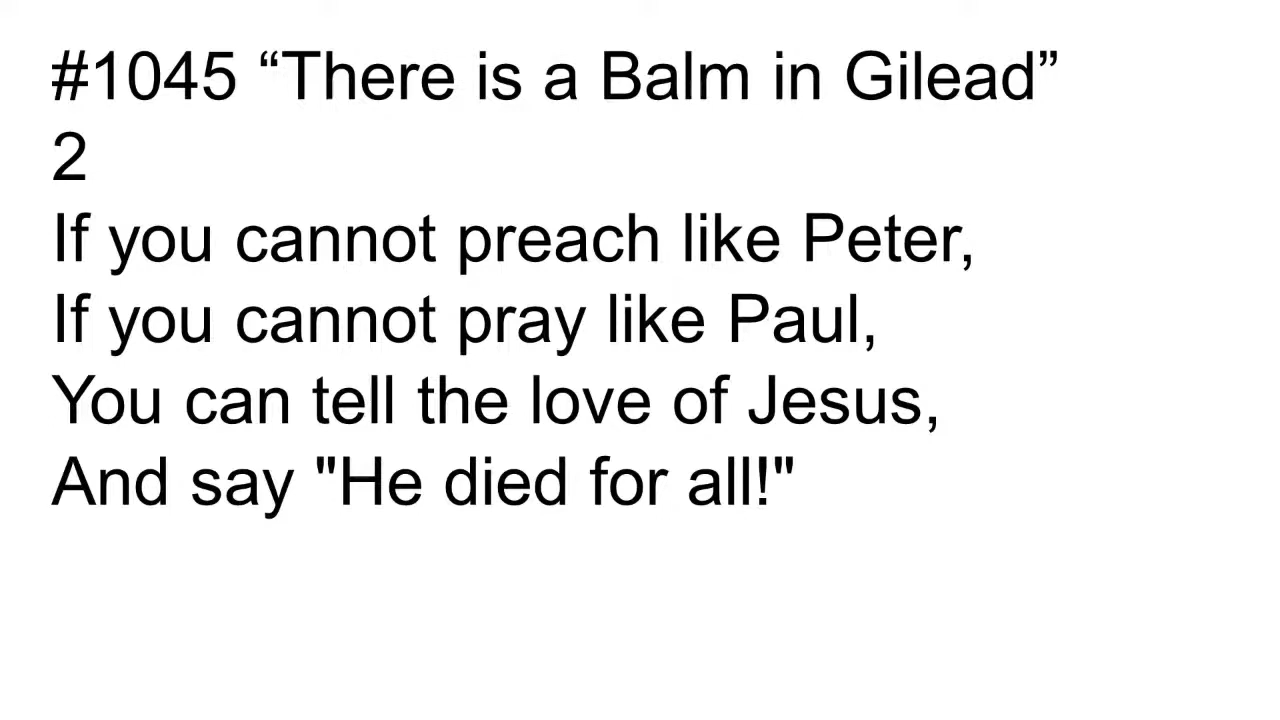 #1045 “There is a Balm in Gilead”
2
If you cannot preach like Peter,
If you cannot pray like Paul,
You can tell the love of Jesus,
And say "He died for all!"